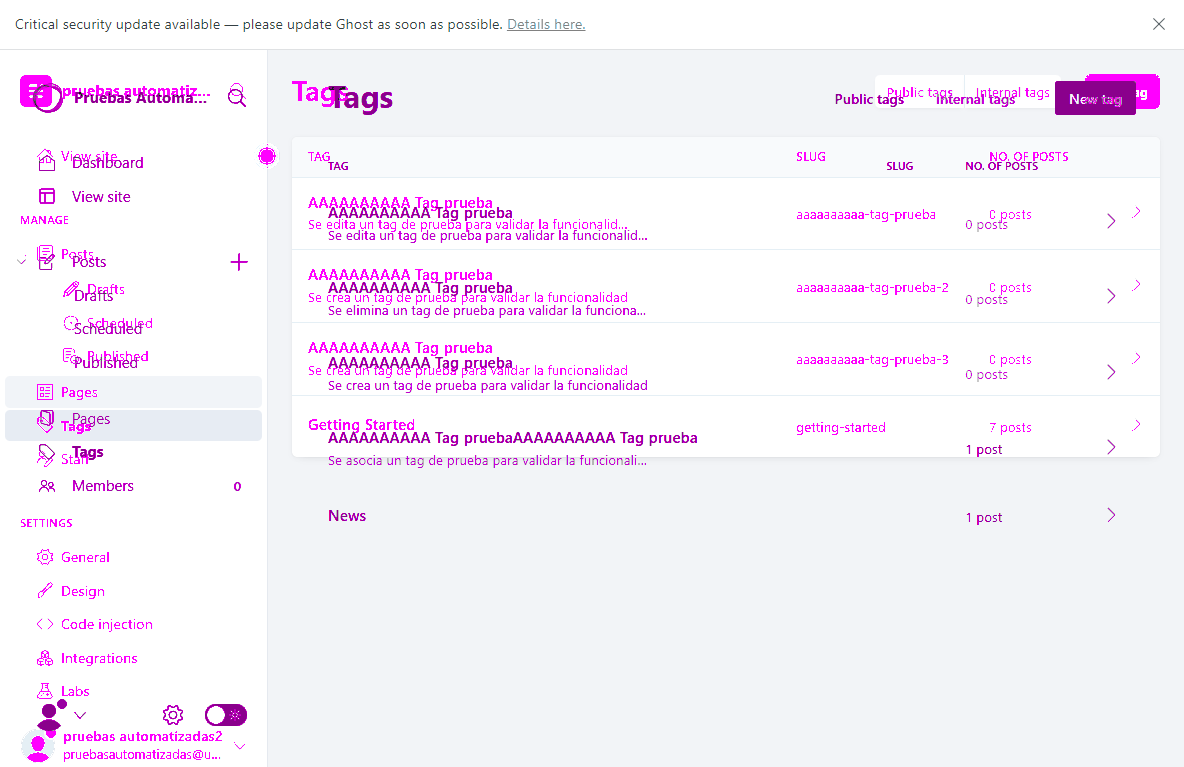 Critical security update available — please update Ghost as soon as possible. Details here.
pruebas automatiz...
Pruebas Automa...
Tags
Tags
Public tags
Internal tags
Public tags
Internal tags
New tag
View site
Dashboard
View site
MANAGE
Posts
Posts
Drafts
Drafts
Scheduled
Scheduled
Published
Published
Pages
Pages
Tags
Tags
Staff
Members 0
SETTINGS
General
Design
Code injection
Integrations
Labs
pruebas automatizadas2
pruebasautomatizadas@u...
TAG SLUG NO. OF POSTS
TAG SLUG NO. OF POSTS
AAAAAAAAAA Tag prueba
Se edita un tag de prueba para validar la funcionalid...
aaaaaaaaaa-tag-prueba 0 posts
AAAAAAAAAA Tag prueba
Se edita un tag de prueba para validar la funcionalid...
0 posts
AAAAAAAAAA Tag prueba
Se crea un tag de prueba para validar la funcionalidad
aaaaaaaaaa-tag-prueba-2 0 posts
AAAAAAAAAA Tag prueba
Se elimina un tag de prueba para validar la funciona...
0 posts
AAAAAAAAAA Tag prueba
Se crea un tag de prueba para validar la funcionalidad
aaaaaaaaaa-tag-prueba-3 0 posts
AAAAAAAAAA Tag prueba
Se crea un tag de prueba para validar la funcionalidad
0 posts
Getting Started getting-started 7 posts
AAAAAAAAAA Tag pruebaAAAAAAAAAA Tag prueba
Se asocia un tag de prueba para validar la funcionali...
1 post
News 1 post